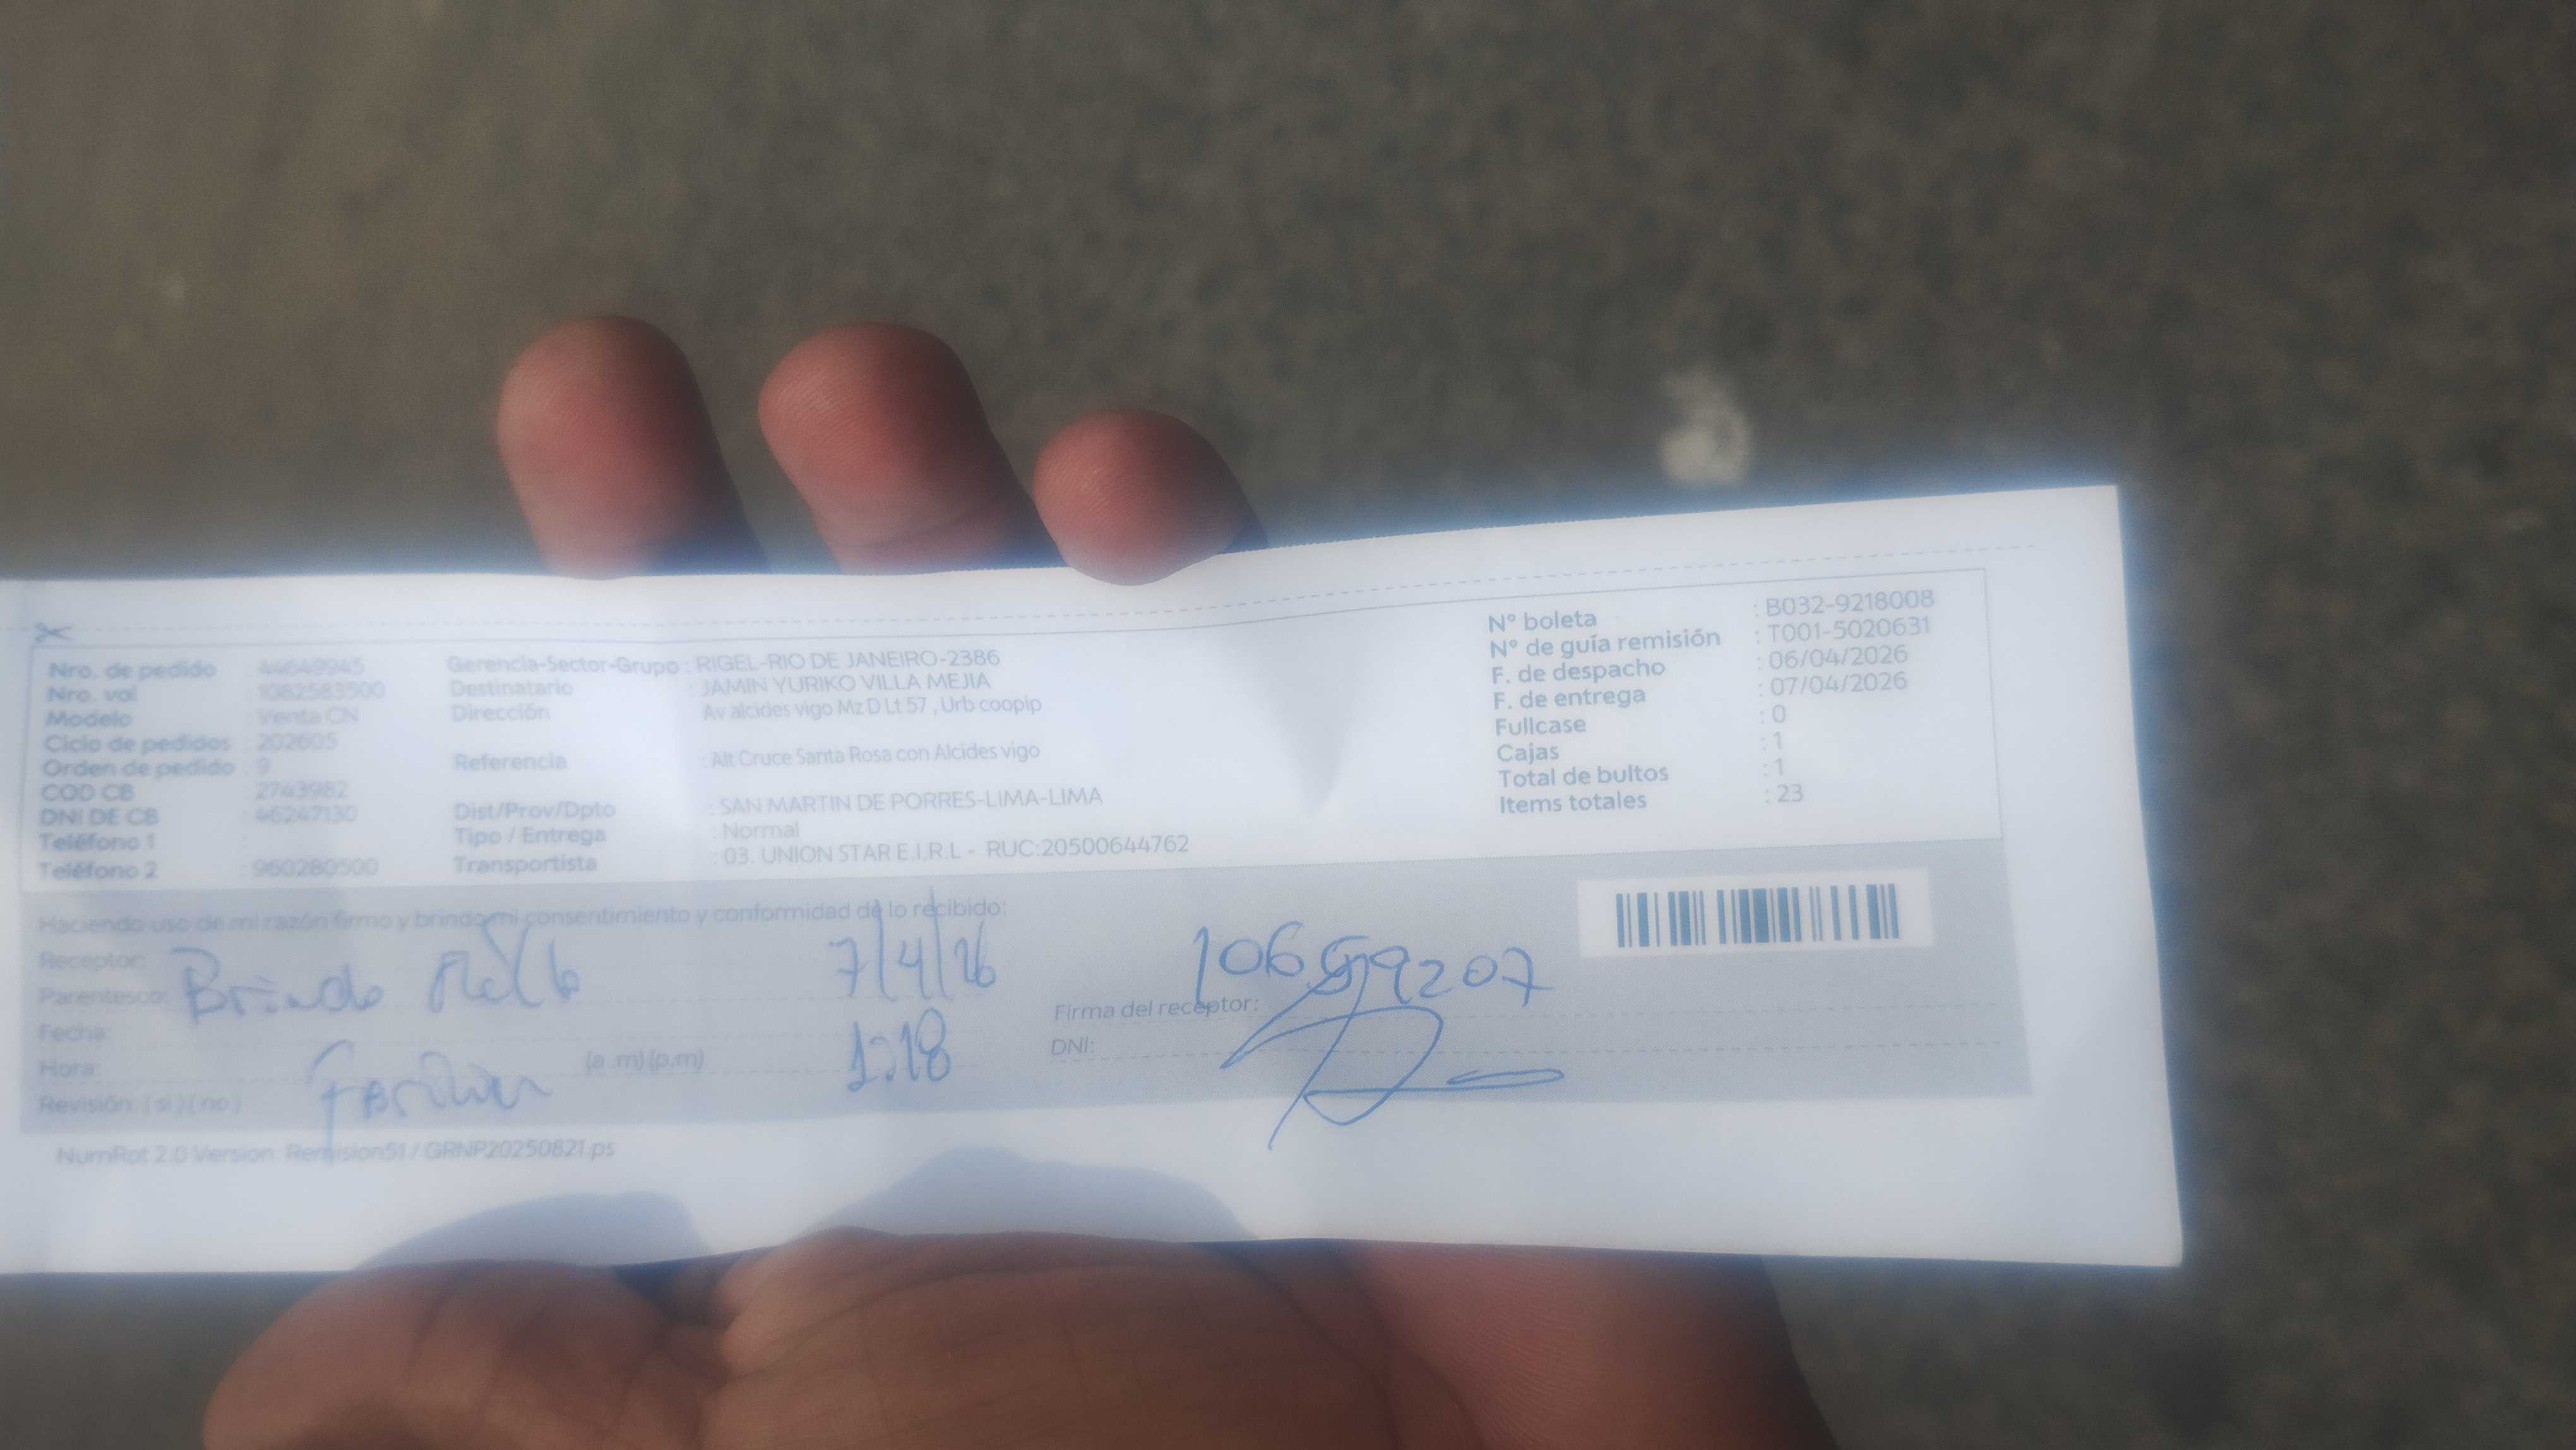 Nro. de pedido : 44649945
Nro. vol : 1082583500
Modelo : Venta CN
Ciclo de pedidos : 202605
Orden de pedido : 9
COD CB : 2743982
DNI DE CB : 46247130
Teléfono 1 :
Teléfono 2 : 960280500
Gerencia-Sector-Grupo : RIGEL-RIO DE JANEIRO-2386
Destinatario : JAMIN YURIKO VILLA MEJIA
Dirección : Av alcides vigo Mz D Lt 57 , Urb coopip
Referencia : Alt Cruce Santa Rosa con Alcides vigo
Dist/Prov/Dpto : SAN MARTIN DE PORRES-LIMA-LIMA
Tipo / Entrega : Normal
Transportista : 03. UNION STAR E.I.R.L - RUC:20500644762
Nº boleta : B032-9218008
Nº de guía remisión : T001-5020631
F. de despacho : 06/04/2026
F. de entrega : 07/04/2026
Fullcase : 0
Cajas : 1
Total de bultos : 1
Items totales : 23
Haciendo uso de mi razón firmo y brindo mi consentimiento y conformidad de lo recibido:
Receptor:
Parentesco:
7/4/26
Fecha:
Hora: (a .m) (p.m)
Revisión: ( si ) ( no )
Firma del receptor:
DNI:
NumRot 2.0 Version Remision51 / GRNP20250821.ps